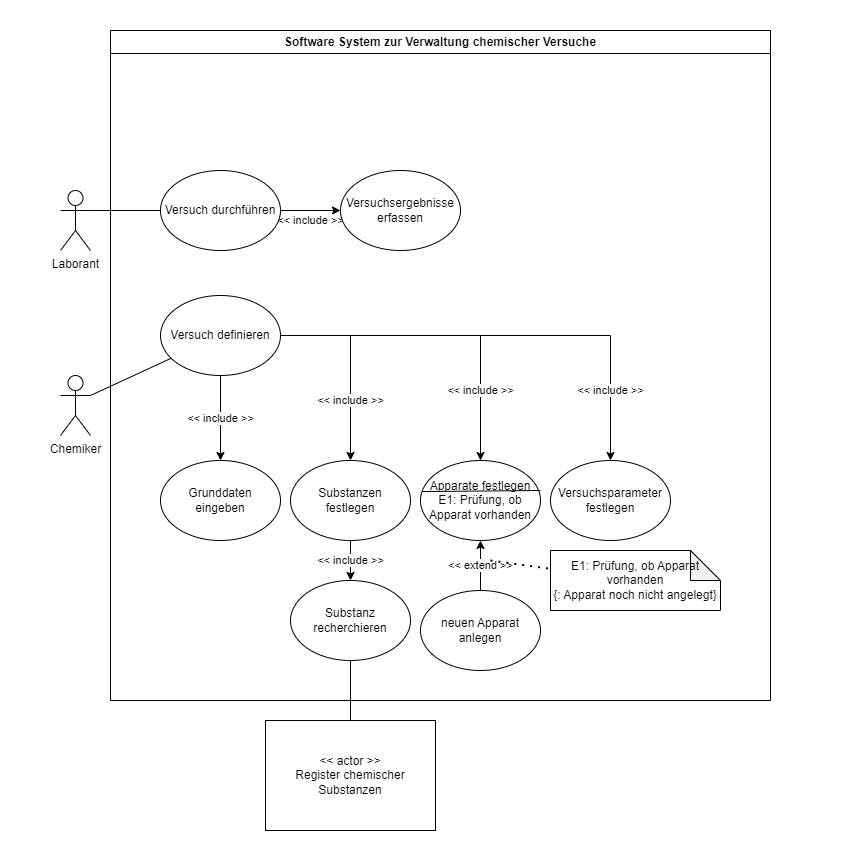 Software System zur Verwaltung chemischer Versuche
Versuch durchführen
<< include >>
Versuchsergebnisse
erfassen
Laborant
Versuch definieren
Chemiker
<< include >>
<< include >>
<< include >>
<< include >>
Grunddaten
eingeben
Substanzen
festlegen
Apparate festlegen
E1: Prüfung, ob
Apparat vorhanden
Versuchsparameter
festlegen
<< include >>
<< extend >>
E1: Prüfung, ob Apparat
vorhanden
{: Apparat noch nicht angelegt}
Substanz
recherchieren
neuen Apparat
anlegen
<< actor >>
Register chemischer
Substanzen